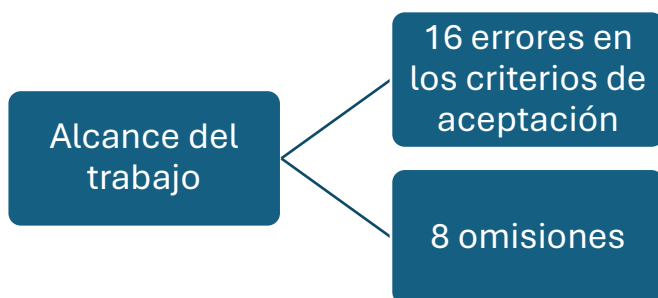 Alcance del
trabajo
16 errores en
los criterios de
aceptación
8 omisiones